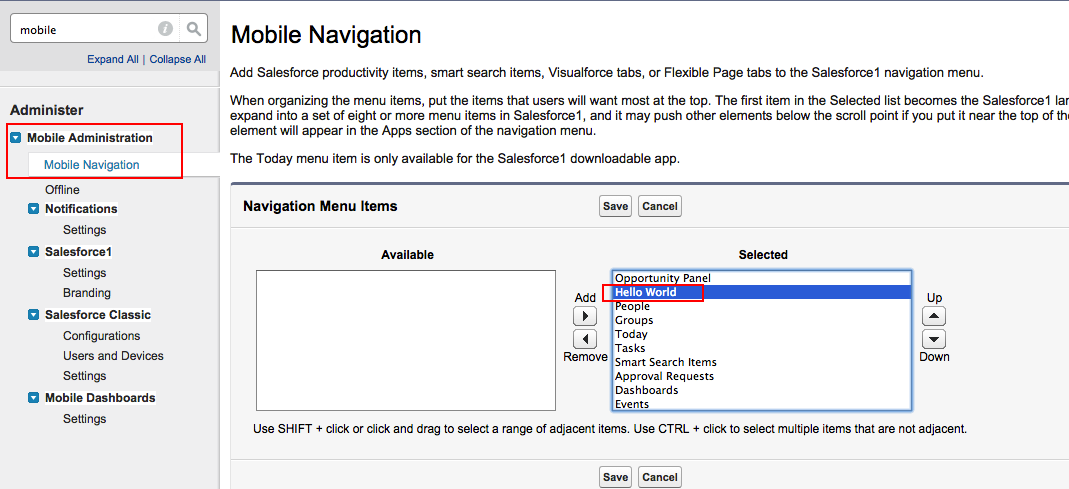 mobile
Expand All | Collapse All
Administer
Mobile Administration
Mobile Navigation
Offline
Notifications
Settings
Salesforce1
Settings
Branding
Salesforce Classic
Configurations
Users and Devices
Settings
Mobile Dashboards
Settings
Mobile Navigation
Add Salesforce productivity items, smart search items, Visualforce tabs, or Flexible Page tabs to the Salesforce1 navigation menu.
When organizing the menu items, put the items that users will want most at the top. The first item in the Selected list becomes the Salesforce1
expand into a set of eight or more menu items in Salesforce1, and it may push other elements below the scroll point if you put it near the top of
element will appear in the Apps section of the navigation menu.
The Today menu item is only available for the Salesforce1 downloadable app.
Navigation Menu Items
Save
Cancel
Available
Selected
Add
Remove
Opportunity Panel
Hello World
People
Groups
Today
Tasks
Smart Search Items
Approval Requests
Dashboards
Events
Up
Down
Use SHIFT + click or click and drag to select a range of adjacent items. Use CTRL + click to select multiple items that are not adjacent.
Save
Cancel